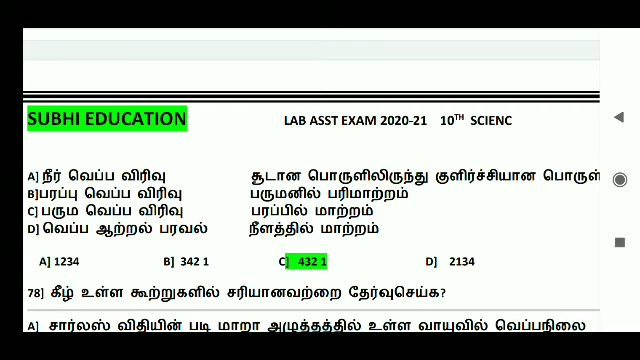 SUBHI EDUCATION LAB ASST EXAM 2020-21 10TH SCIENC
A] நீர் வெப்ப விரிவு சூடான பொருளிலிருந்து குளிர்ச்சியான பொருள்
B]பரப்பு வெப்ப விரிவு பருமனில் பரிமாற்றம்
C] பரும வெப்ப விரிவு பரப்பில் மாற்றம்
D] வெப்ப ஆற்றல் பரவல் நீளத்தில் மாற்றம்
A] 1234 B] 342 1 C] 432 1 D] 2134
78] கீழ் உள்ள கூற்றுகளில் சரியானவற்றை தேர்வுசெய்க?
A] சார்லஸ் விதியின் படி மாறா அழுத்தத்தில் உள்ள வாயுவில் வெப்பநிலை